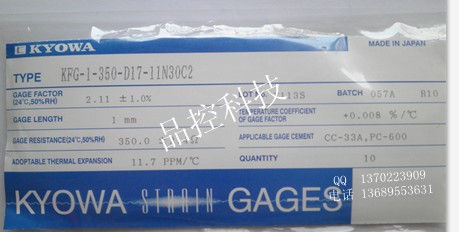 KYOWA
MADE IN JAPAN
TYPE KFG-1-350-D17-11N30C2
GAGE FACTOR (24℃,50%RH) 2.11 ±1.0%
LOT 113S BATCH 057A R10
GAGE LENGTH 1 mm
TEMPERATURE COEFFICIENT OF GAGE FACTOR +0.008 %/℃
GAGE RESISTANCE(24℃,50%RH) 350.0
APPLICABLE GAGE CEMENT CC-33A,PC-600
ADOPTABLE THERMAL EXPANSION 11.7 PPM/℃
QUANTITY 10
KYOWA STRAIN GAGES
品控科技
QQ 1370223909
电话 13689553631